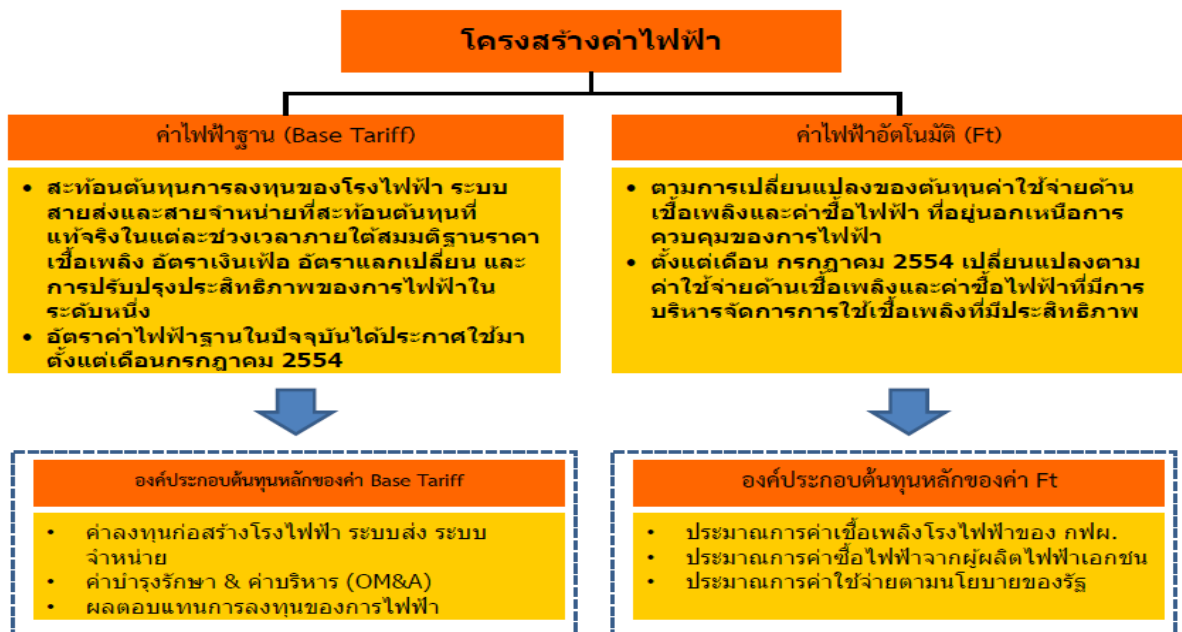 โครงสร้างค่าไฟฟ้า
ค่าไฟฟ้าฐาน (Base Tariff)
• สะท้อนต้นทุนการลงทุนของโรงไฟฟ้า ระบบ
สายส่งและสายจำหน่ายที่สะท้อนต้นทุนที่
แท้จริงในแต่ละช่วงเวลาภายใต้สมมติฐานราคา
เชื้อเพลิง อัตราเงินเฟ้อ อัตราแลกเปลี่ยน และ
การปรับปรุงประสิทธิภาพของการไฟฟ้าใน
ระดับหนึ่ง
• อัตราค่าไฟฟ้าฐานในปัจจุบันได้ประกาศใช้มา
ตั้งแต่เดือนกรกฎาคม 2554
ค่าไฟฟ้าอัตโนมัติ (Ft)
• ตามการเปลี่ยนแปลงของต้นทุนค่าใช้จ่ายด้าน
เชื้อเพลิงและค่าซื้อไฟฟ้า ที่อยู่นอกเหนือการ
ควบคุมของการไฟฟ้า
• ตั้งแต่เดือน กรกฎาคม 2554 เปลี่ยนแปลงตาม
ค่าใช้จ่ายด้านเชื้อเพลิงและค่าซื้อไฟฟ้าที่มีการ
บริหารจัดการการใช้เชื้อเพลิงที่มีประสิทธิภาพ
องค์ประกอบต้นทุนหลักของค่า Base Tariff
• ค่าลงทุนก่อสร้างโรงไฟฟ้า ระบบส่ง ระบบ
จำหน่าย
• ค่าบำรุงรักษา & ค่าบริหาร (OM&A)
• ผลตอบแทนการลงทุนของการไฟฟ้า
องค์ประกอบต้นทุนหลักของค่า Ft
• ประมาณการค่าเชื้อเพลิงโรงไฟฟ้าของ กฟผ.
• ประมาณการค่าซื้อไฟฟ้าจากผู้ผลิตไฟฟ้าเอกชน
• ประมาณการค่าใช้จ่ายตามนโยบายของรัฐ